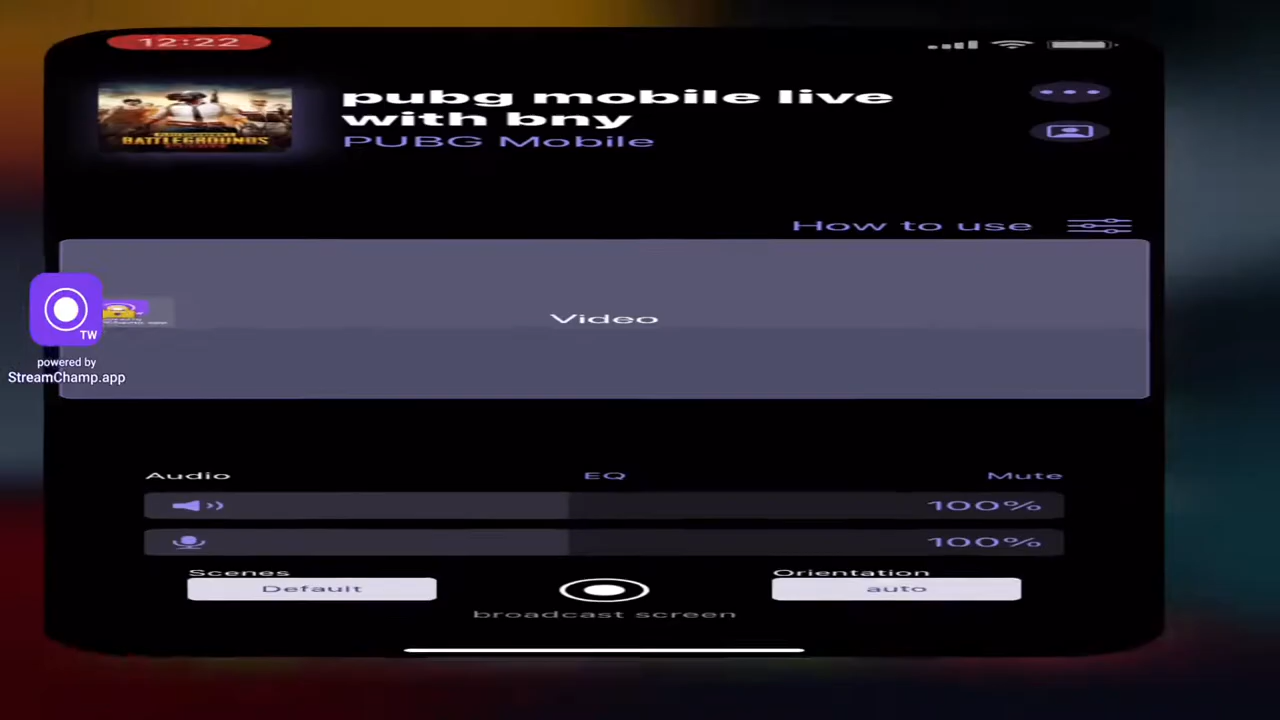 12:22
pubg mobile live
with bny
PUBG Mobile
BATTLEGROUNDS
How to use
Video
TW
powered by
StreamChamp.app
Audio
EQ
Mute
100%
100%
Scenes
Default
Orientation
auto
broadcast screen